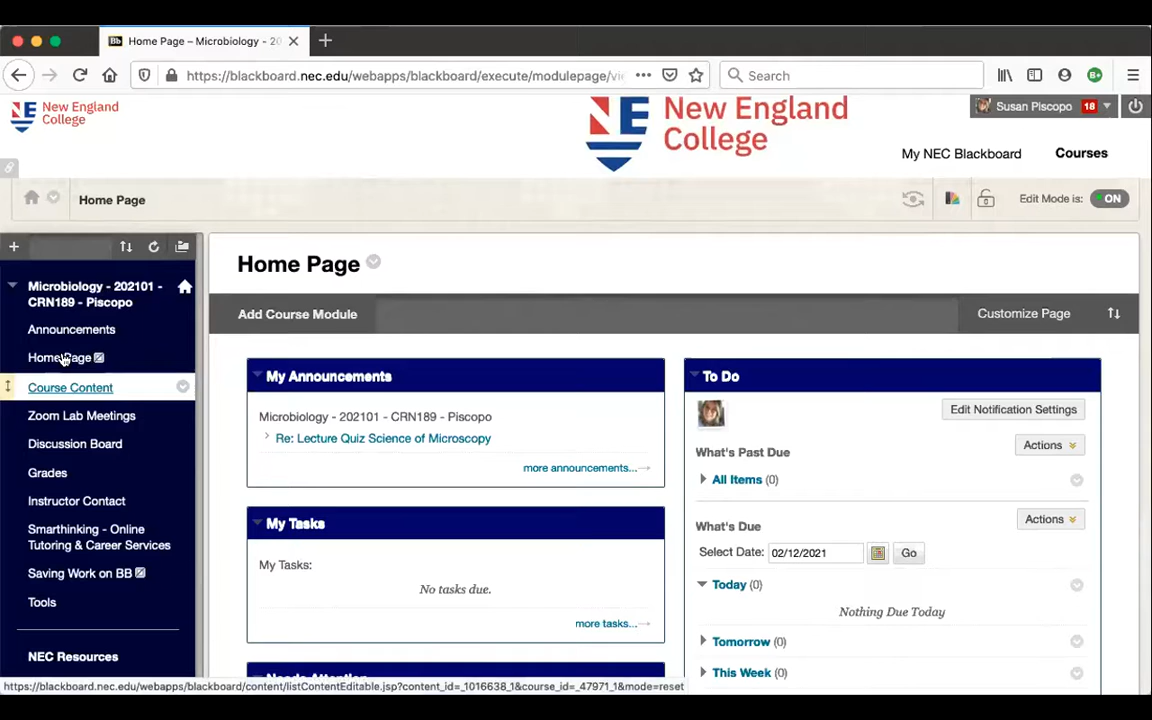 Home Page – Microbiology - 20
https://blackboard.nec.edu/webapps/blackboard/execute/modulepage/vi
Search
New England
College
NE
New England
College
Susan Piscopo 18
My NEC Blackboard Courses
Home Page
Edit Mode is: ON
Microbiology - 202101 -
CRN189 - Piscopo
Announcements
Home Page
Course Content
Zoom Lab Meetings
Discussion Board
Grades
Instructor Contact
Smarthinking - Online
Tutoring & Career Services
Saving Work on BB
Tools
NEC Resources
Home Page
Add Course Module
Customize Page
My Announcements
Microbiology - 202101 - CRN189 - Piscopo
Re: Lecture Quiz Science of Microscopy
more announcements...
My Tasks
My Tasks:
No tasks due.
more tasks...
Needs Attention
To Do
Edit Notification Settings
Actions
What's Past Due
All Items (0)
Actions
What's Due
Select Date: 02/12/2021 Go
Today (0)
Nothing Due Today
Tomorrow (0)
This Week (0)
https://blackboard.nec.edu/webapps/blackboard/content/listContentEditable.jsp?content_id=_1016638_1&course_id=_47971_1&mode=reset